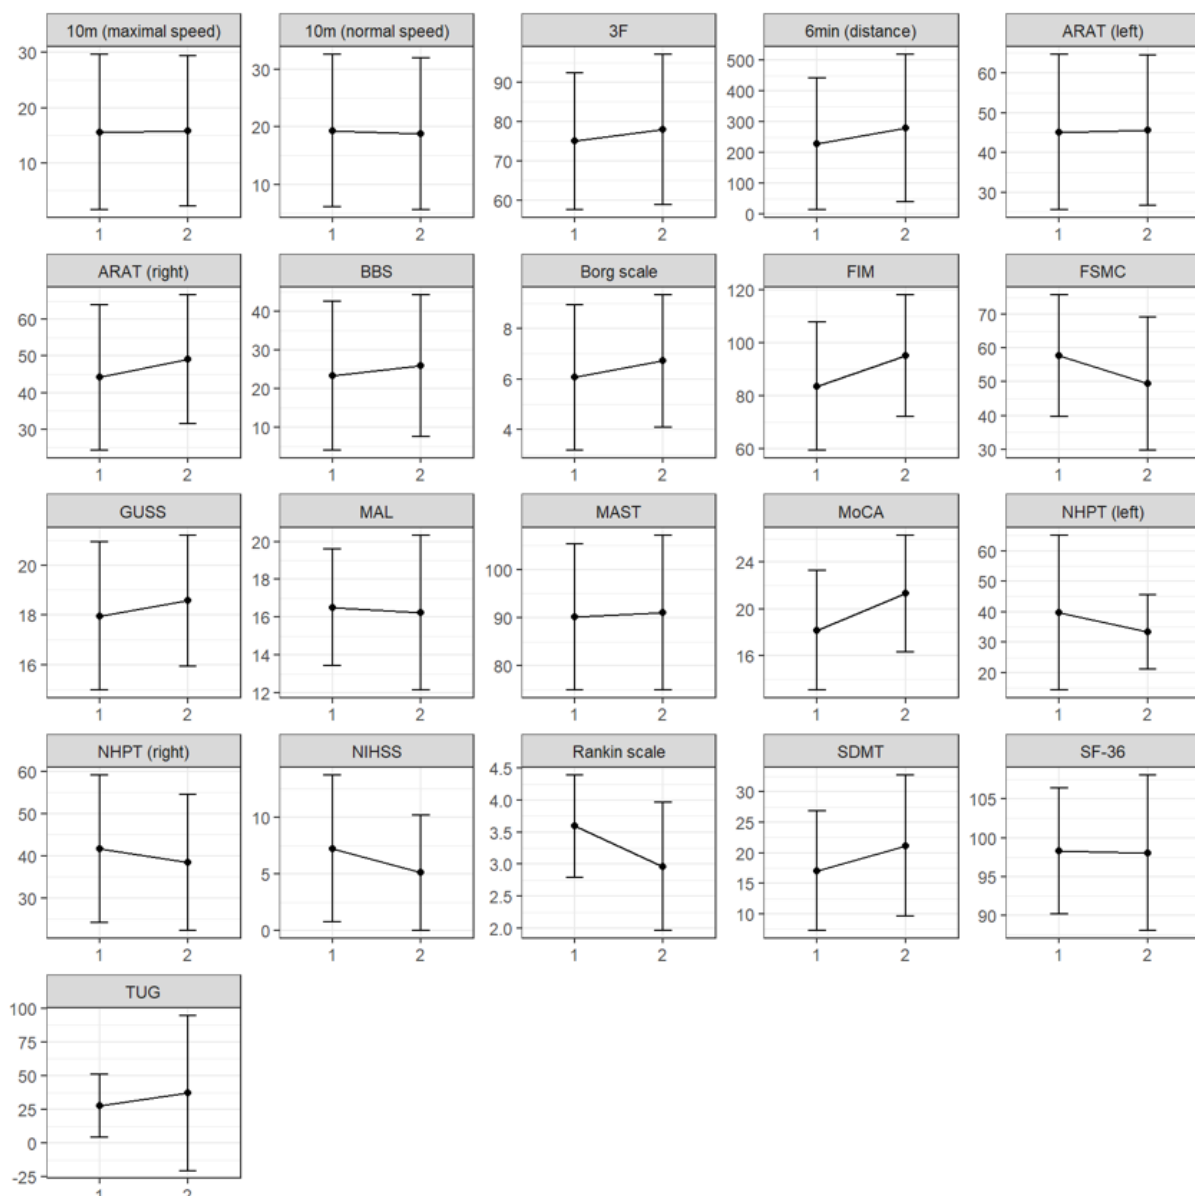 10m (maximal speed) 10m (normal speed) 3F 6min (distance) ARAT (left)
30 30 90 500 60
20 20 80 400 50
10 10 70 300 40
60 200 30
100
0
1 2 1 2 1 2 1 2 1 2
ARAT (right) BBS Borg scale FIM FSMC
60 40 8 120 70
50 30 6 100 60
40 20 4 80 50
30 10 60 40
30
1 2 1 2 1 2 1 2 1 2
GUSS MAL MAST MoCA NHPT (left)
20 20 100 24 60
18 18 90 20 50
16 16 80 16 40
14 30
12 20
1 2 1 2 1 2 1 2 1 2
NHPT (right) NIHSS Rankin scale SDMT SF-36
60 10 4.5 30 105
50 5 4.0 25 100
40 0 3.5 20 95
30 3.0 15 90
2.5 10
2.0
1 2 1 2 1 2 1 2 1 2
TUG
100
75
50
25
0
-25
1 2